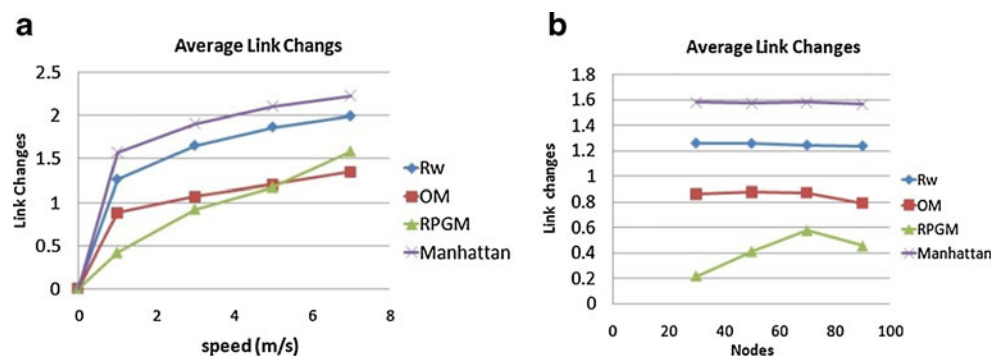 a
Average Link Changs
Link Changes
2.5
2
1.5
1
0.5
0
0 2 4 6 8
speed (m/s)
Rw
OM
RPGM
Manhattan
b
Average Link Changes
Link changes
1.8
1.6
1.4
1.2
1
0.8
0.6
0.4
0.2
0
0 20 40 60 80 100
Nodes
Rw
OM
RPGM
Manhattan